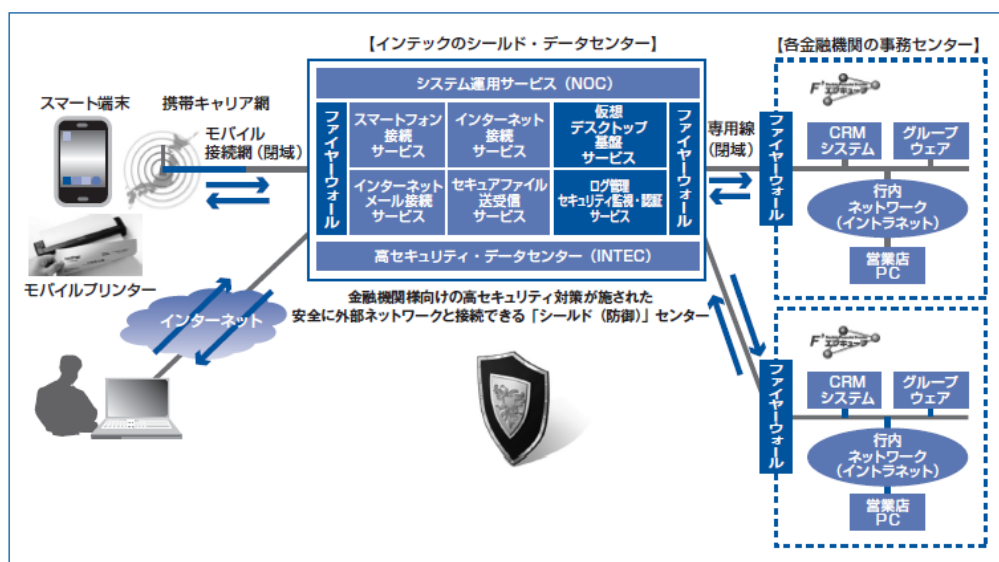 【インテックのシールド・データセンター】
【各金融機関の事務センター】
スマート端末
携帯キャリア網
モバイル
接続網（閉域）
モバイルプリンター
インターネット
システム運用サービス（NOC）
ファイヤーウォール
スマートフォン
接続
サービス
インターネット
接続
サービス
仮想
デスクトップ
基盤
サービス
インターネット
メール接続
サービス
セキュアファイル
送受信
サービス
ログ管理
セキュリティ監視・認証
サービス
ファイヤーウォール
高セキュリティ・データセンター（INTEC）
金融機関様向けの高セキュリティ対策が施された
安全に外部ネットワークと接続できる「シールド（防御）」センター
専用線
（閉域）
ファイヤーウォール
F³
エフキューブ
CRM
システム
グループ
ウェア
行内
ネットワーク
（イントラネット）
営業店
PC
ファイヤーウォール
F³
エフキューブ
CRM
システム
グループ
ウェア
行内
ネットワーク
（イントラネット）
営業店
PC